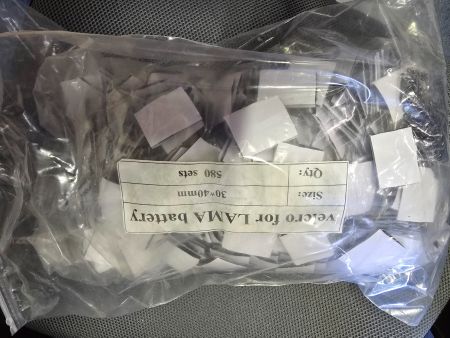 velcro for LAMA battery
Size: 30*40mm
Qty: 580 sets